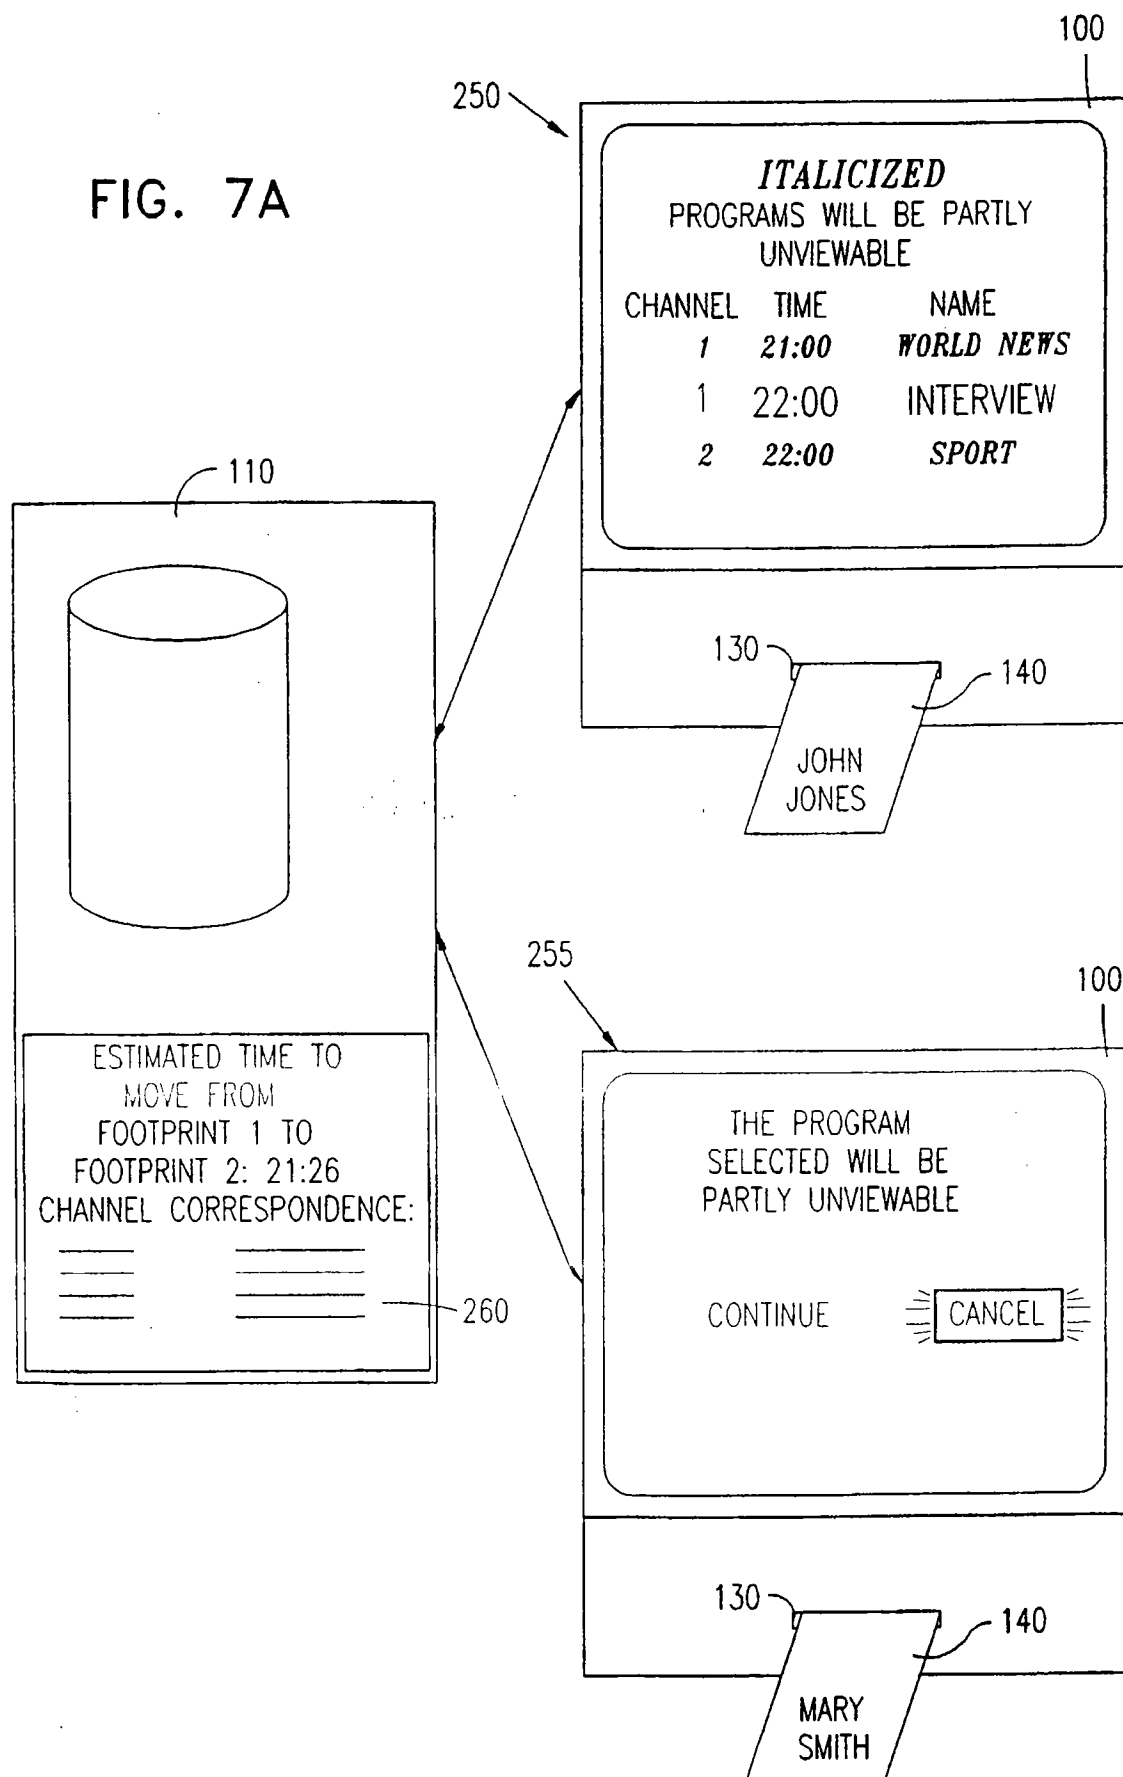 FIG. 7A
100
250
ITALICIZED
PROGRAMS WILL BE PARTLY
UNVIEWABLE
CHANNEL TIME NAME
1 21:00 WORLD NEWS
1 22:00 INTERVIEW
2 22:00 SPORT
130
140
JOHN
JONES
110
ESTIMATED TIME TO
MOVE FROM
FOOTPRINT 1 TO
FOOTPRINT 2: 21:26
CHANNEL CORRESPONDENCE:
260
255
100
THE PROGRAM
SELECTED WILL BE
PARTLY UNVIEWABLE
CONTINUE CANCEL
130
140
MARY
SMITH